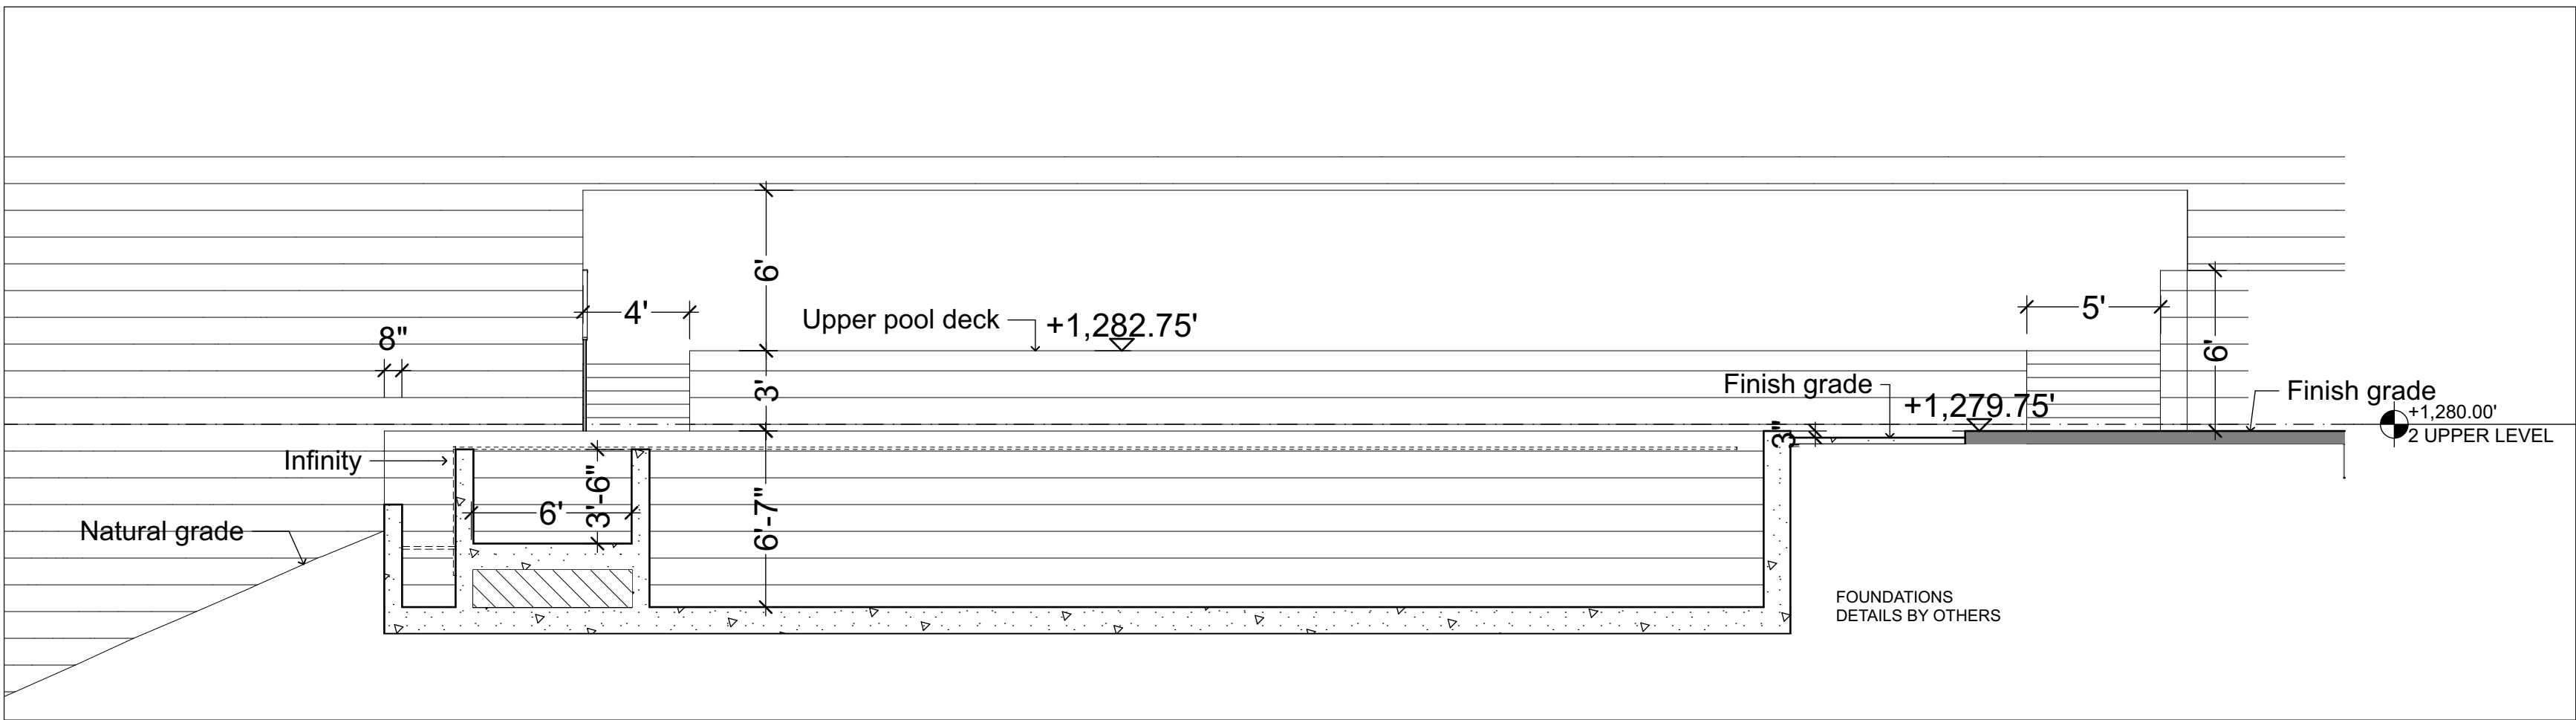 6'
4'
Upper pool deck
+1,282.75'
5'
8"
6'
3'
Finish grade
Finish grade
+1,279.75'
+1,280.00'
2 UPPER LEVEL
3"
Infinity
3'-6"
6'
6'-7"
Natural grade
FOUNDATIONS
DETAILS BY OTHERS